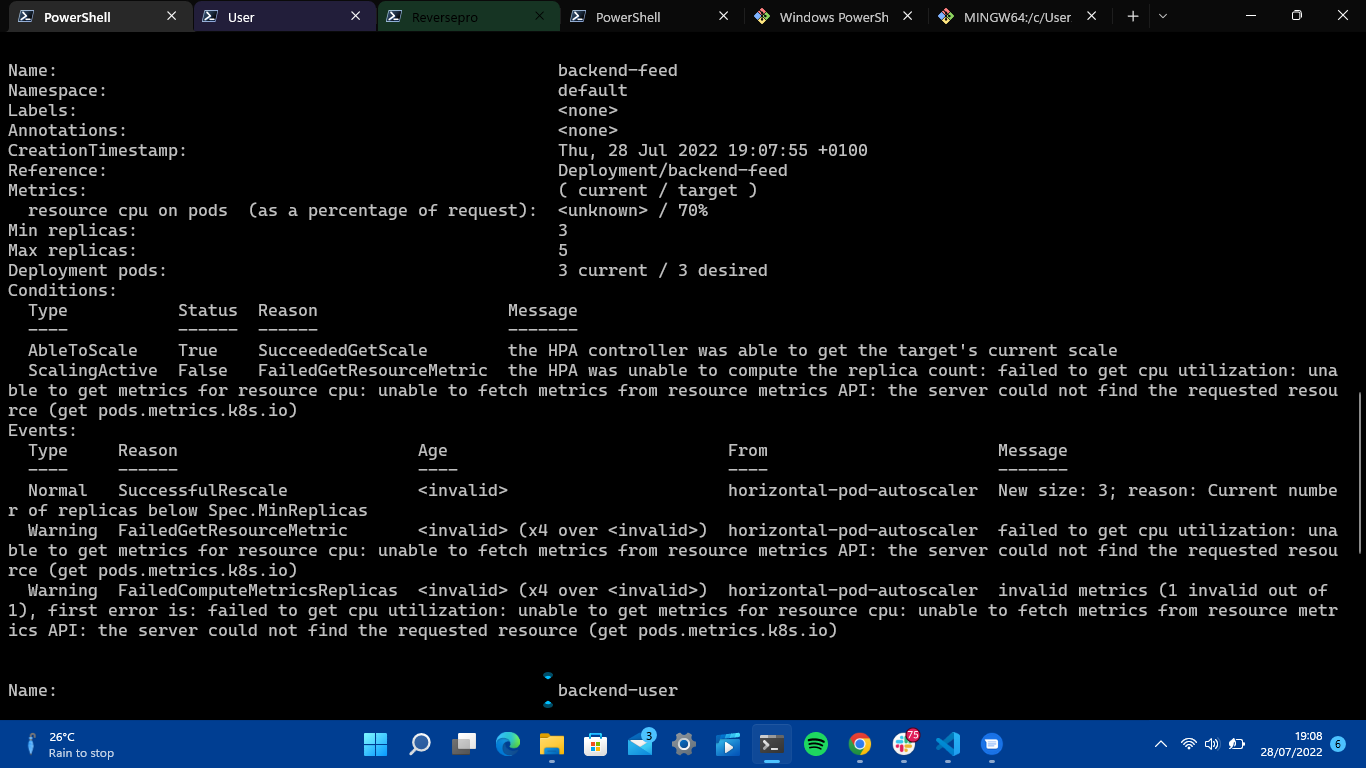 PowerShell User Reversepro PowerShell Windows PowerSh MINGW64:/c/User
Name: backend-feed
Namespace: default
Labels: <none>
Annotations: <none>
CreationTimestamp: Thu, 28 Jul 2022 19:07:55 +0100
Reference: Deployment/backend-feed
Metrics: ( current / target )
resource cpu on pods (as a percentage of request): <unknown> / 70%
Min replicas: 3
Max replicas: 5
Deployment pods: 3 current / 3 desired
Conditions:
Type Status Reason Message
---- ------ ------ -------
AbleToScale True SucceededGetScale the HPA controller was able to get the target's current scale
ScalingActive False FailedGetResourceMetric the HPA was unable to compute the replica count: failed to get cpu utilization: una
ble to get metrics for resource cpu: unable to fetch metrics from resource metrics API: the server could not find the requested resou
rce (get pods.metrics.k8s.io)
Events:
Type Reason Age From Message
---- ------ ---- ---- -------
Normal SuccessfulRescale <invalid> horizontal-pod-autoscaler New size: 3; reason: Current numbe
r of replicas below Spec.MinReplicas
Warning FailedGetResourceMetric <invalid> (x4 over <invalid>) horizontal-pod-autoscaler failed to get cpu utilization: una
ble to get metrics for resource cpu: unable to fetch metrics from resource metrics API: the server could not find the requested resou
rce (get pods.metrics.k8s.io)
Warning FailedComputeMetricsReplicas <invalid> (x4 over <invalid>) horizontal-pod-autoscaler invalid metrics (1 invalid out of
1), first error is: failed to get cpu utilization: unable to get metrics for resource cpu: unable to fetch metrics from resource metr
ics API: the server could not find the requested resource (get pods.metrics.k8s.io)
Name: backend-user
26°C
Rain to stop
3
75
19:08
28/07/2022
6